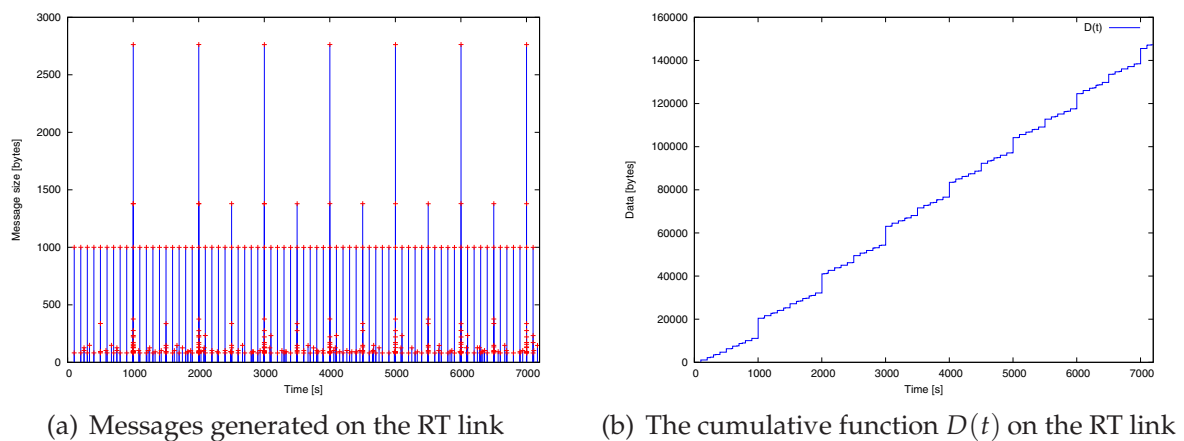 3000
2500
2000
1500
1000
500
0
Message size [bytes]
0 1000 2000 3000 4000 5000 6000 7000
Time [s]
(a) Messages generated on the RT link
160000
140000
120000
100000
80000
60000
40000
20000
0
Data [bytes]
D(t)
0 1000 2000 3000 4000 5000 6000 7000
Time [s]
(b) The cumulative function D(t) on the RT link